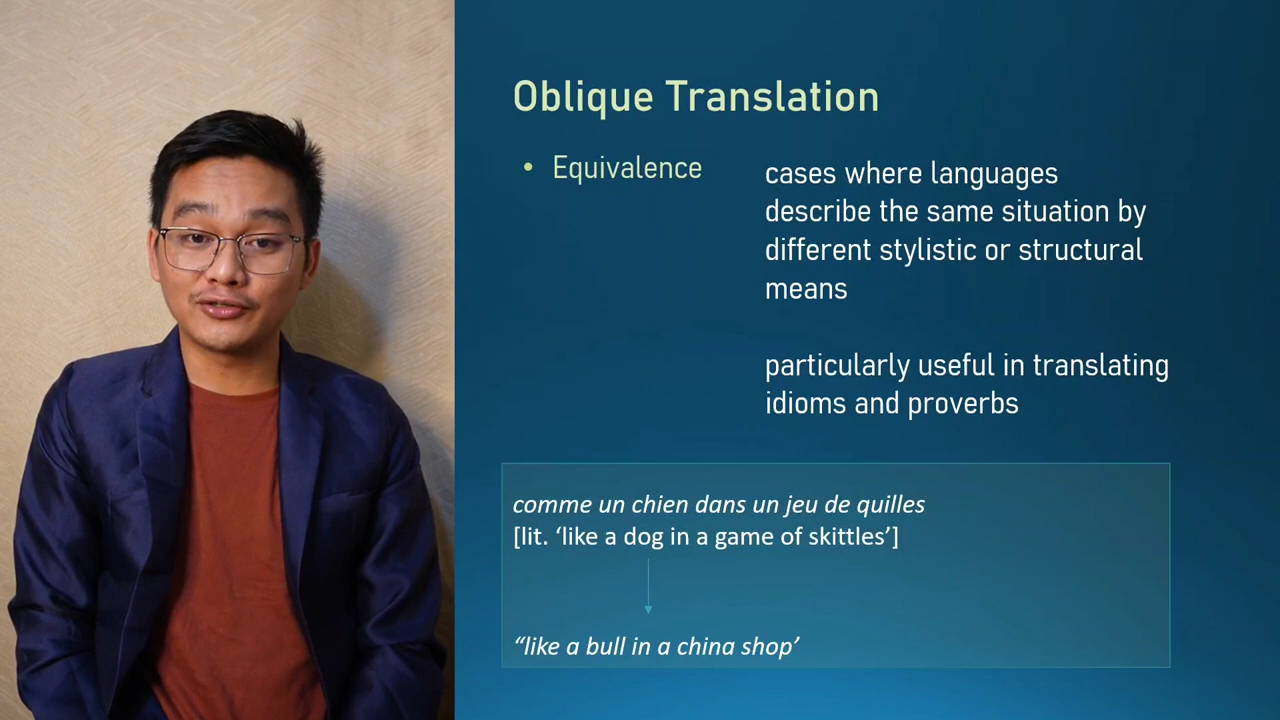 Oblique Translation
• Equivalence
cases where languages
describe the same situation by
different stylistic or structural
means
particularly useful in translating
idioms and proverbs
comme un chien dans un jeu de quilles
[lit. ‘like a dog in a game of skittles’]
“like a bull in a china shop’